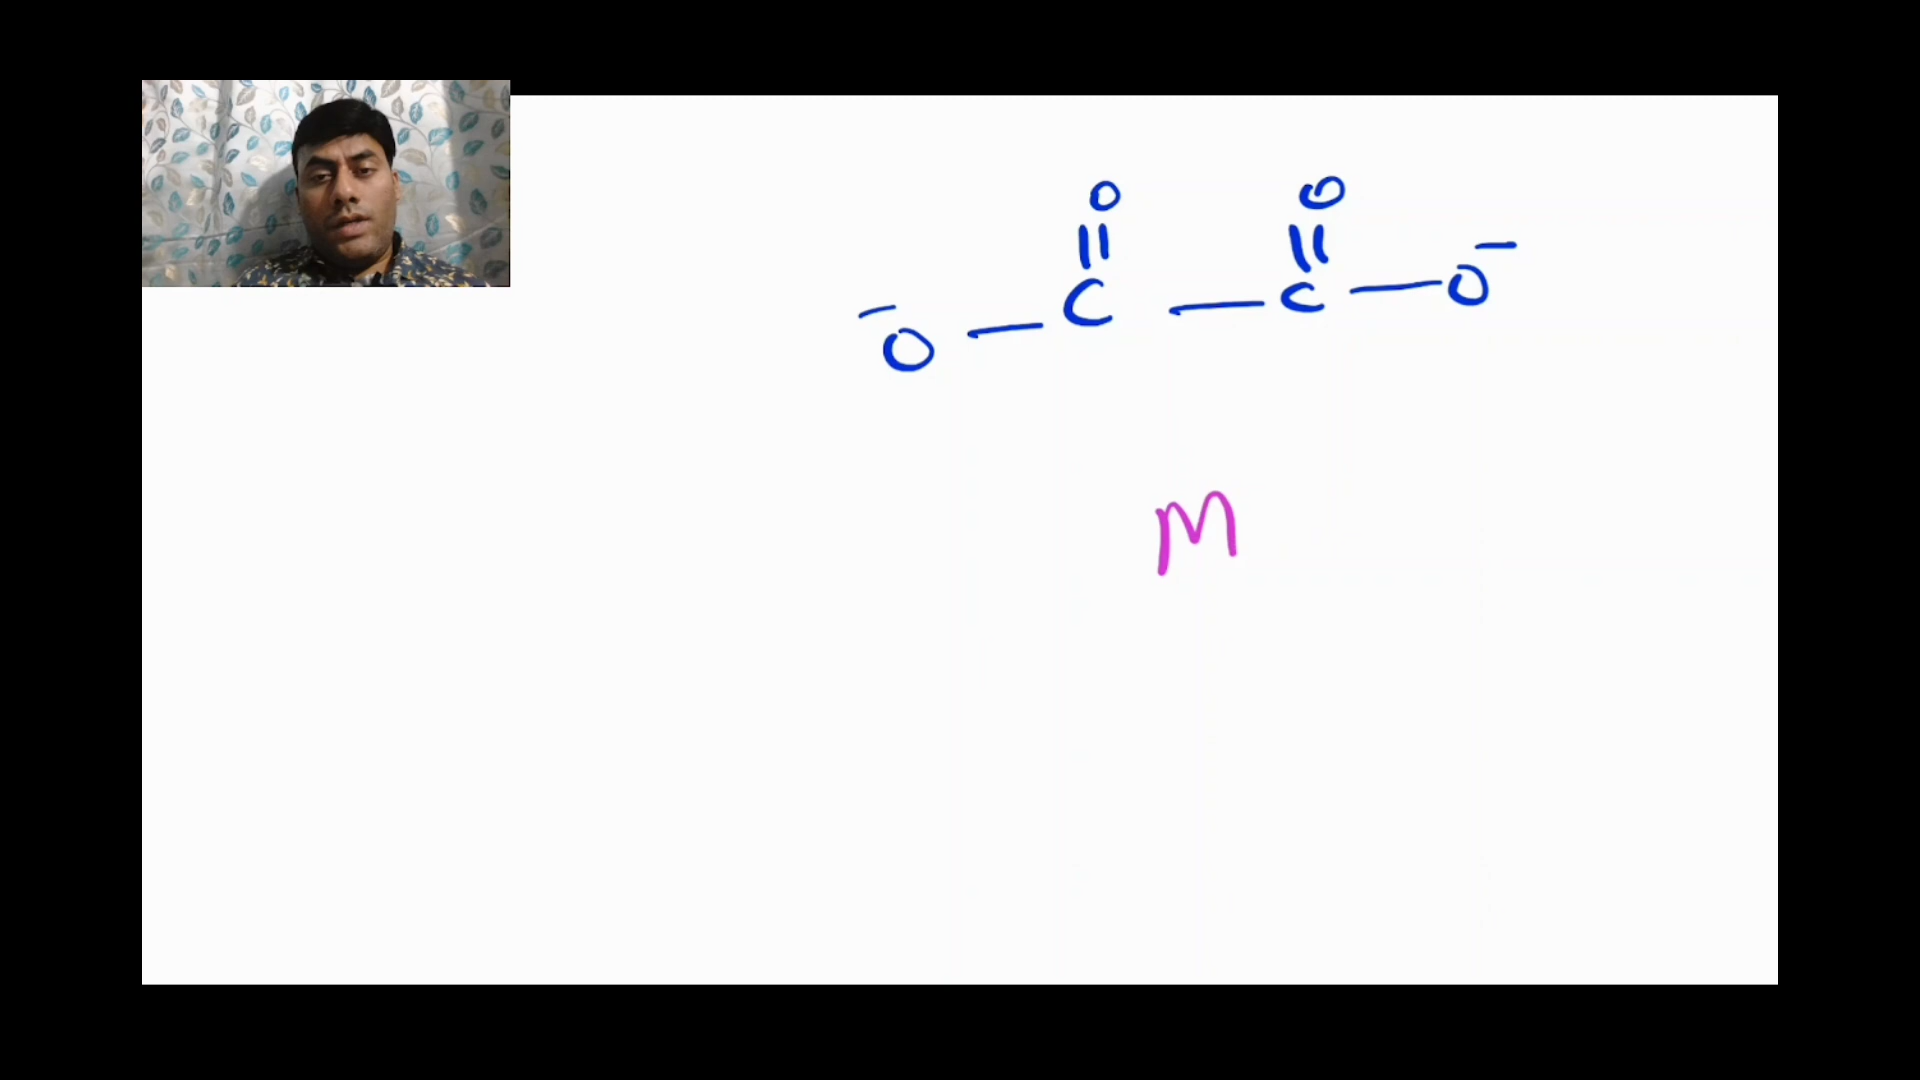 O O
|| ||
⁻O — C — C — O⁻
M